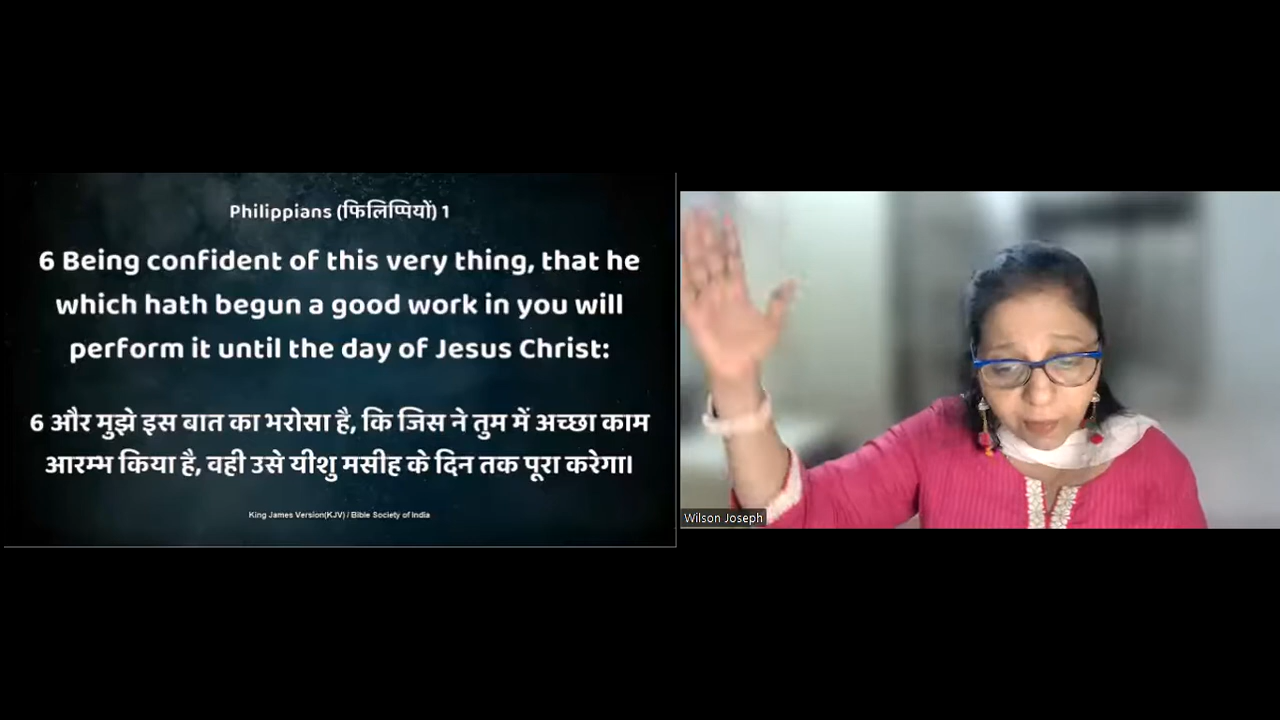 Philippians (फिलिप्पियों) 1
6 Being confident of this very thing, that he
which hath begun a good work in you will
perform it until the day of Jesus Christ:
6 और मुझे इस बात का भरोसा है, कि जिस ने तुम में अच्छा काम
आरम्भ किया है, वही उसे यीशु मसीह के दिन तक पूरा करेगा।
King James Version(KJV) / Bible Society of India
Wilson Joseph